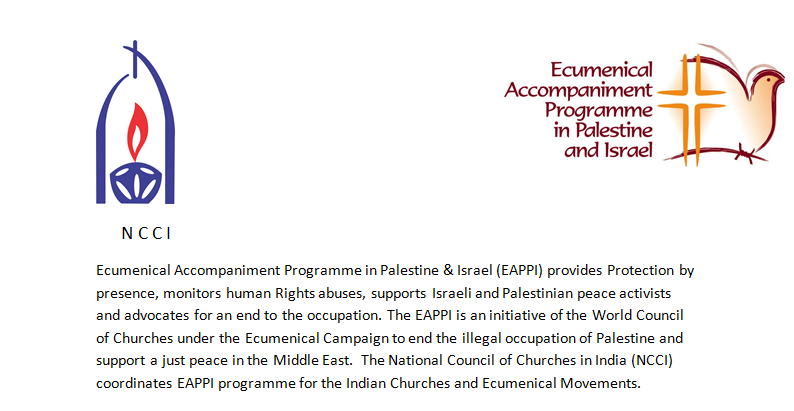 Ecumenical
Accompaniment
Programme
in Palestine
and Israel
N C C I
Ecumenical Accompaniment Programme in Palestine & Israel (EAPPI) provides Protection by
presence, monitors human Rights abuses, supports Israeli and Palestinian peace activists
and advocates for an end to the occupation. The EAPPI is an initiative of the World Council
of Churches under the Ecumenical Campaign to end the illegal occupation of Palestine and
support a just peace in the Middle East. The National Council of Churches in India (NCCI)
coordinates EAPPI programme for the Indian Churches and Ecumenical Movements.